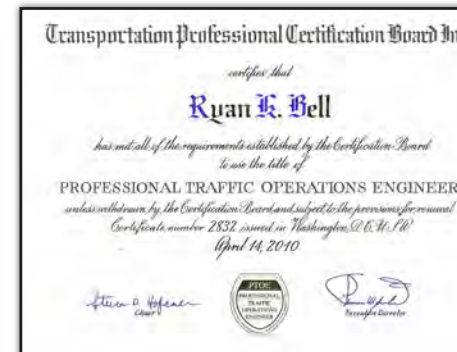 Transportation Professional Certification Board In
certifies that
Ryan K. Bell
has met all of the requirements established by the Certification Board
to use the title of
PROFESSIONAL TRAFFIC OPERATIONS ENGINEER
unless withdrawn by the Certification Board and subject to the provisions for renewal
Certificate number 2832 issued in Washington, D.C. U.S.A.
April 14, 2010
PTOE
PROFESSIONAL
TRAFFIC
OPERATIONS
ENGINEER
Chair
Executive Director